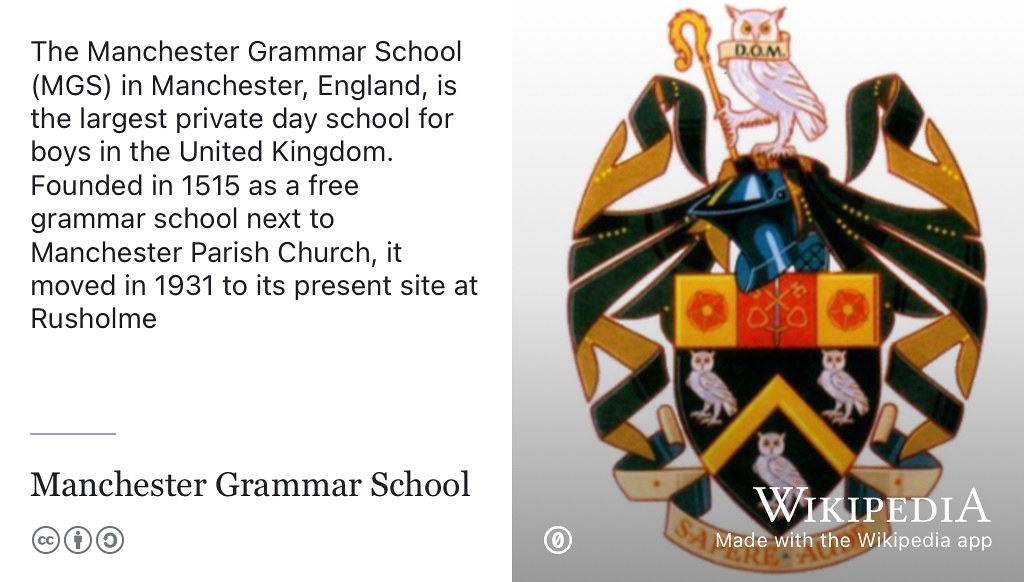 The Manchester Grammar School
(MGS) in Manchester, England, is
the largest private day school for
boys in the United Kingdom.
Founded in 1515 as a free
grammar school next to
Manchester Parish Church, it
moved in 1931 to its present site at
Rusholme
Manchester Grammar School
cc
D.O.M.
SAPERE AUDE
WIKIPEDIA
Made with the Wikipedia app